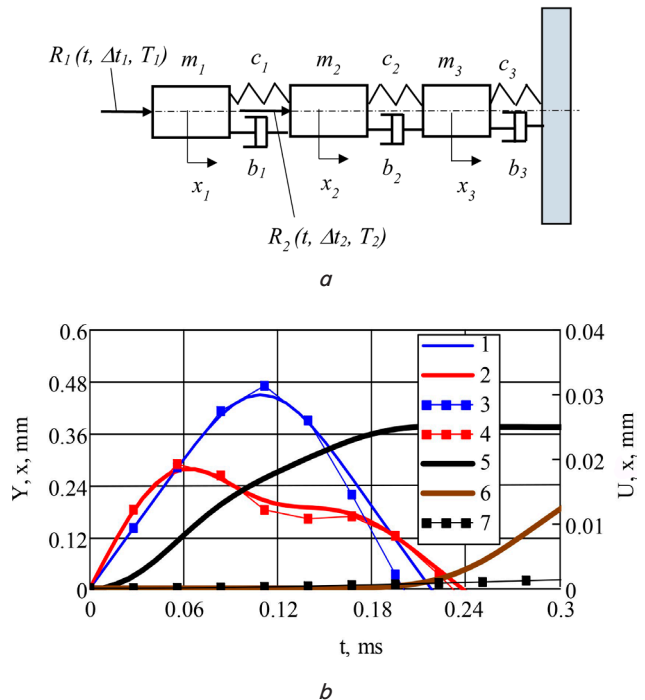 R1 (t, Δt1, T1)
m1 c1 m2 c2 m3 c3
x1 b1 x2 b2 x3 b3
R2 (t, Δt2, T2)
a
0.6 0.04
0.48 0.03
0.36 0.02
0.24 0.01
0.12 0
0
Y, x, mm
U, x, mm
1
2
3
4
5
6
7
0 0.06 0.12 0.18 0.24 0.3
t, ms
b